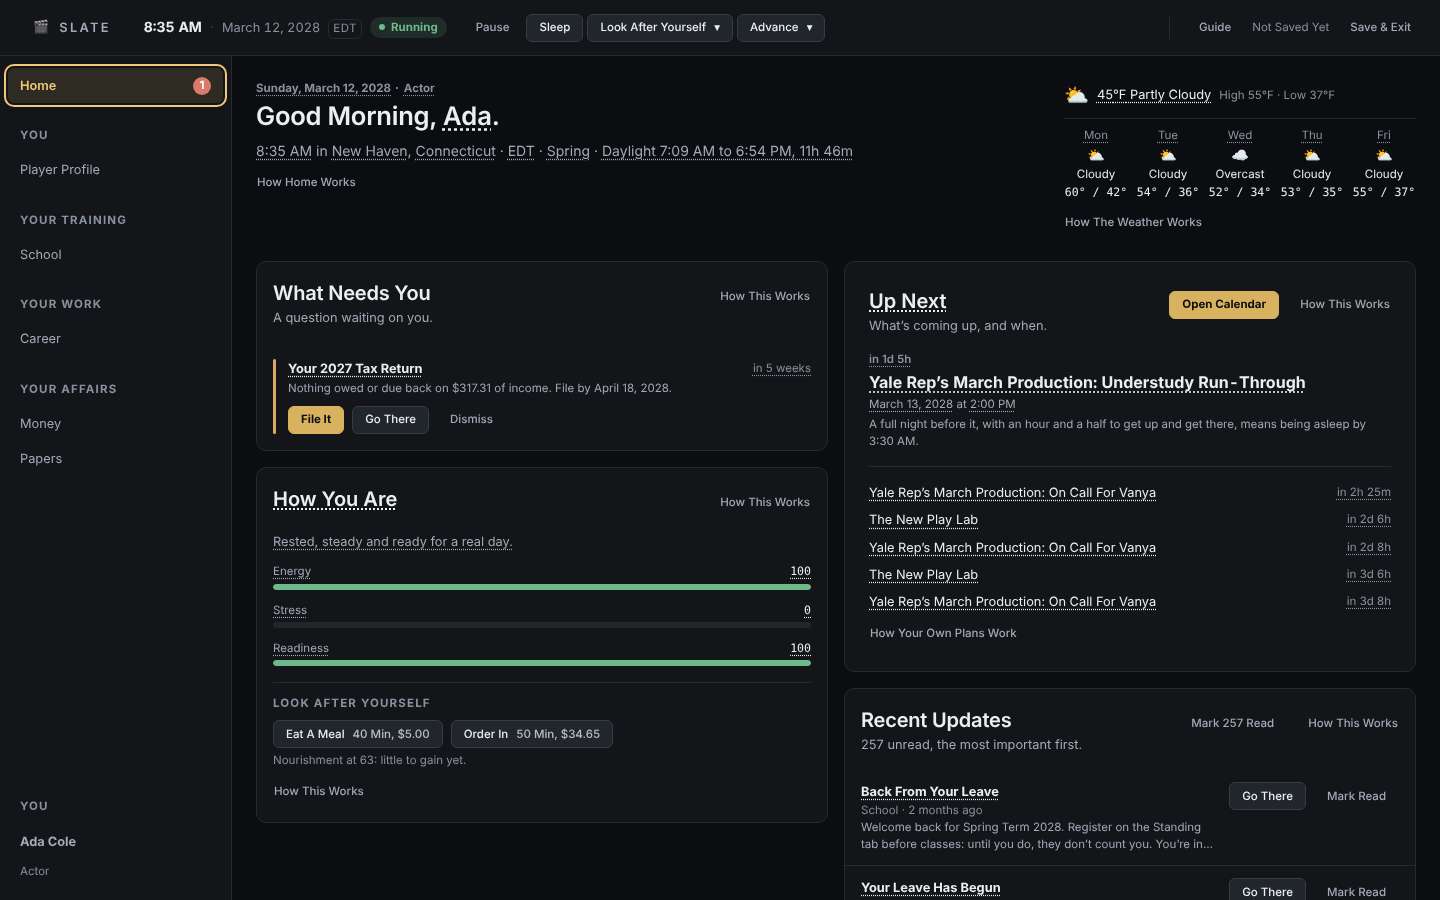 SLATE
8:35 AM · March 12, 2028 EDT Running Pause Sleep Look After Yourself ▾ Advance ▾ Guide Not Saved Yet Save & Exit
Home 1
YOU
Player Profile
YOUR TRAINING
School
YOUR WORK
Career
YOUR AFFAIRS
Money
Papers
YOU
Ada Cole
Actor
Sunday, March 12, 2028 · Actor
Good Morning, Ada.
8:35 AM in New Haven, Connecticut · EDT · Spring · Daylight 7:09 AM to 6:54 PM, 11h 46m
How Home Works
45°F Partly Cloudy High 55°F · Low 37°F
Mon Tue Wed Thu Fri
Cloudy Cloudy Overcast Cloudy Cloudy
60° / 42° 54° / 36° 52° / 34° 53° / 35° 55° / 37°
How The Weather Works
What Needs You How This Works
A question waiting on you.
Your 2027 Tax Return in 5 weeks
Nothing owed or due back on $317.31 of income. File by April 18, 2028.
File It Go There Dismiss
How You Are How This Works
Rested, steady and ready for a real day.
Energy 100
Stress 0
Readiness 100
LOOK AFTER YOURSELF
Eat A Meal 40 Min, $5.00 Order In 50 Min, $34.65
Nourishment at 63: little to gain yet.
How This Works
Up Next Open Calendar How This Works
What's coming up, and when.
in 1d 5h
Yale Rep's March Production: Understudy Run-Through
March 13, 2028 at 2:00 PM
A full night before it, with an hour and a half to get up and get there, means being asleep by
3:30 AM.
Yale Rep's March Production: On Call For Vanya in 2h 25m
The New Play Lab in 2d 6h
Yale Rep's March Production: On Call For Vanya in 2d 8h
The New Play Lab in 3d 6h
Yale Rep's March Production: On Call For Vanya in 3d 8h
How Your Own Plans Work
Recent Updates Mark 257 Read How This Works
257 unread, the most important first.
Back From Your Leave Go There Mark Read
School · 2 months ago
Welcome back for Spring Term 2028. Register on the Standing
tab before classes: until you do, they don't count you. You're in...
Your Leave Has Begun Go There Mark Read